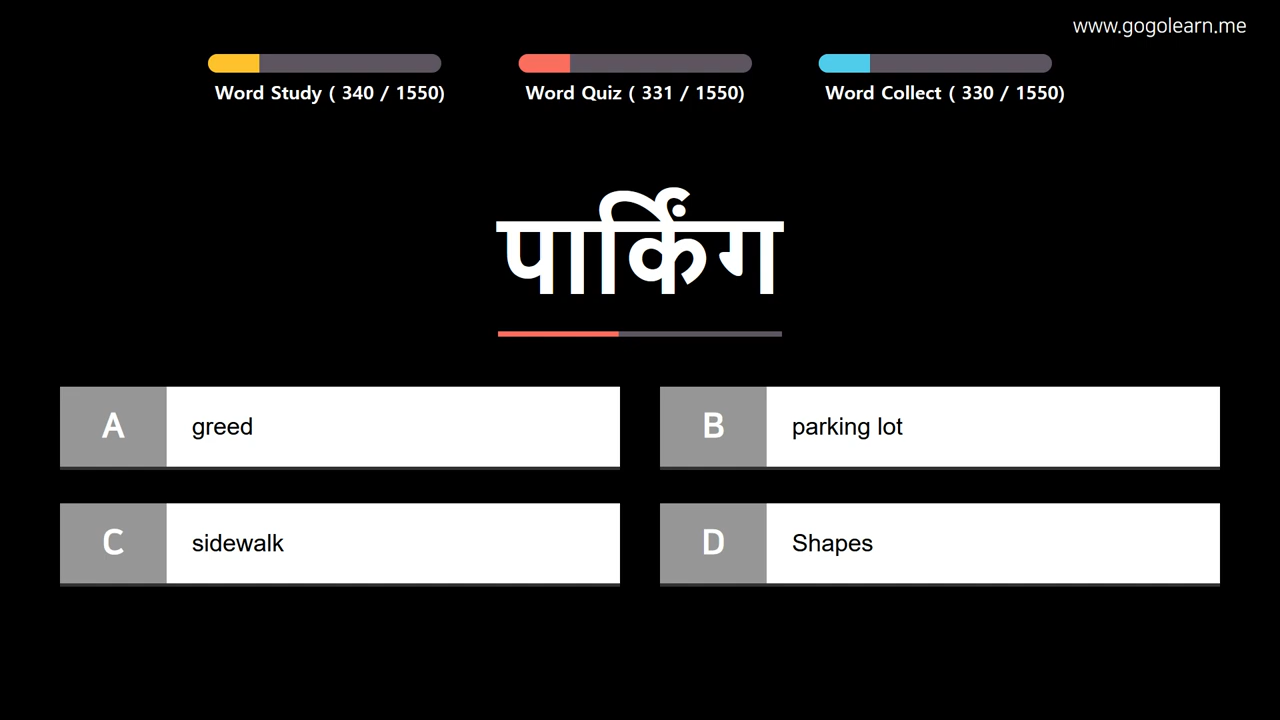 www.gogolearn.me
Word Study ( 340 / 1550)
Word Quiz ( 331 / 1550)
Word Collect ( 330 / 1550)
पार्किंग
A greed
B parking lot
C sidewalk
D Shapes